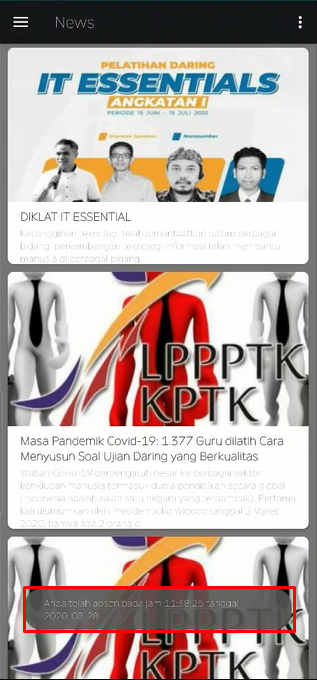 News
PELATIHAN DARING
IT ESSENTIALS
ANGKATAN I
PERIODE 15 JUNI - 15 JULI 2020
Keynote Speaker
Narasumber
DIKLAT IT ESSENTIAL
Kecanggihan teknologi telah dimanfaatkan dalam berbagai
bidang, perkembangan teknologi informasi telah membantu
manusia di berbagai bidang,
LPPPTK
KPTK
Masa Pandemik Covid-19: 1.377 Guru dilatih Cara
Menyusun Soal Ujian Daring yang Berkualitas
Wabah Covid-19 berpengaruh besar ke berbagai sektor
kehidupan manusia termasuk dunia pendidikan secara global
(Indonesia adalah salah satu negara yang terdampak). Pertama
kali diumumkan oleh Presiden Joko Widodo tanggal 2 Maret
2020, bahwa ada 2 orang
LPPPTK
Anda telah absen pada jam 11:38:25 tanggal
2020-08-28
KPTK